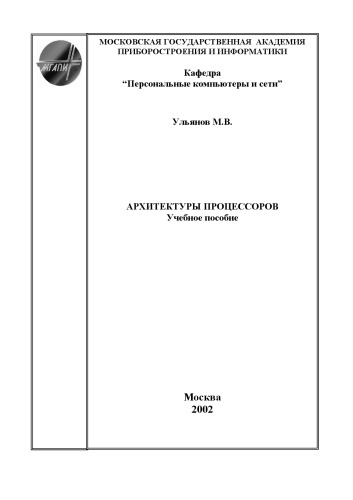 МГАПИ
МОСКОВСКАЯ ГОСУДАРСТВЕННАЯ АКАДЕМИЯ
ПРИБОРОСТРОЕНИЯ И ИНФОРМАТИКИ
Кафедра
“Персональные компьютеры и сети”
Ульянов М.В.
АРХИТЕКТУРЫ ПРОЦЕССОРОВ
Учебное пособие
Москва
2002